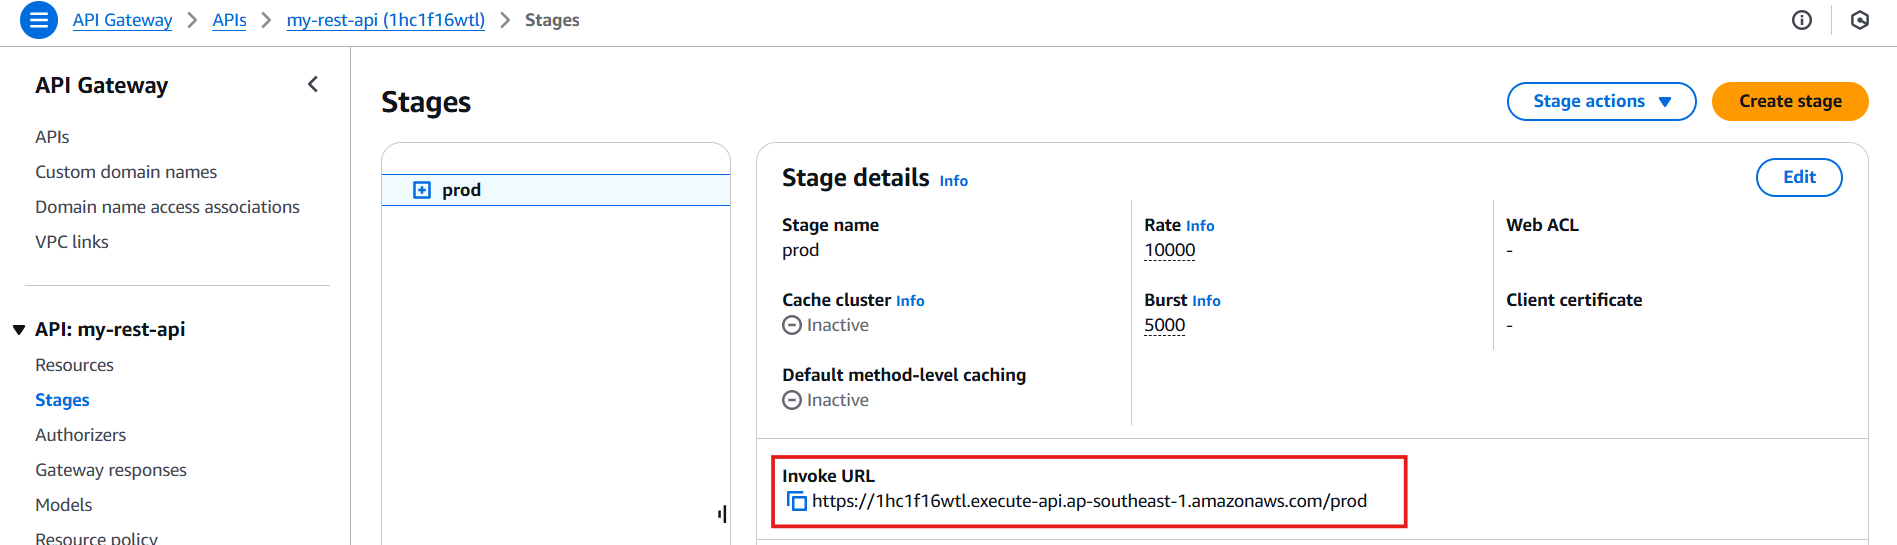 API Gateway > APIs > my-rest-api (1hc1f16wtl) > Stages
API Gateway
APIs
Custom domain names
Domain name access associations
VPC links
API: my-rest-api
Resources
Stages
Authorizers
Gateway responses
Models
Resource policy
Stages
Stage actions
Create stage
prod
Stage details Info
Edit
Stage name
prod
Rate Info
10000
Web ACL
-
Cache cluster Info
Inactive
Burst Info
5000
Client certificate
-
Default method-level caching
Inactive
Invoke URL
https://1hc1f16wtl.execute-api.ap-southeast-1.amazonaws.com/prod